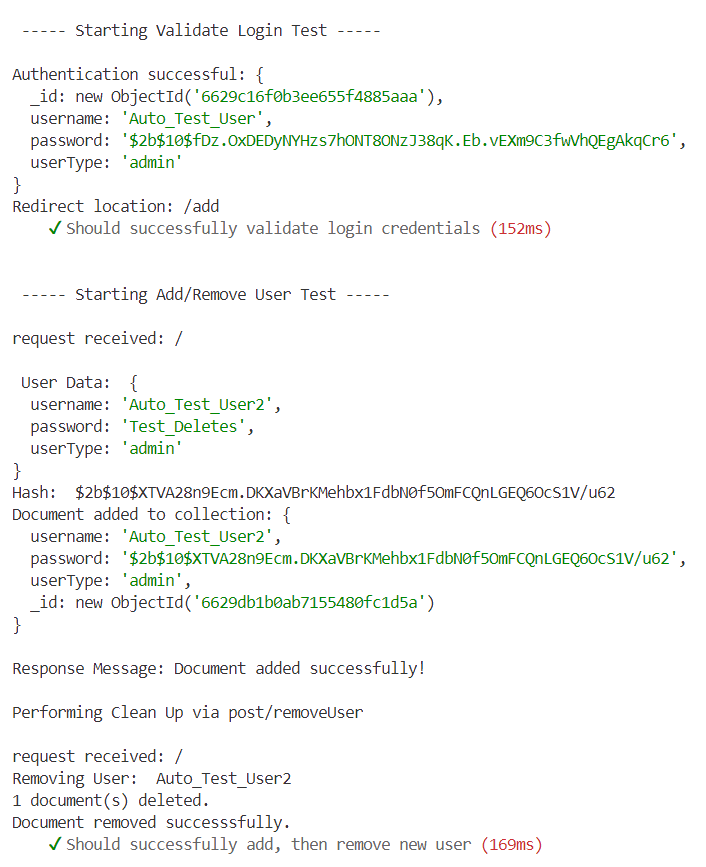 ----- Starting Validate Login Test -----
Authentication successful: {
_id: new ObjectId('6629c16f0b3ee655f4885aaa'),
username: 'Auto_Test_User',
password: '$2b$10$fDz.OxDEDyNYHzs7hONT8ONzJ38qK.Eb.vEXm9C3fwVhQEgAkqCr6',
userType: 'admin'
}
Redirect location: /add
✓ Should successfully validate login credentials (152ms)
----- Starting Add/Remove User Test -----
request received: /
User Data:  {
username: 'Auto_Test_User2',
password: 'Test_Deletes',
userType: 'admin'
}
Hash:  $2b$10$XTVA28n9Ecm.DKXaVBrKMehbx1FdbN0f5OmFCQnLGEQ6OcS1V/u62
Document added to collection: {
username: 'Auto_Test_User2',
password: '$2b$10$XTVA28n9Ecm.DKXaVBrKMehbx1FdbN0f5OmFCQnLGEQ6OcS1V/u62',
userType: 'admin',
_id: new ObjectId('6629db1b0ab7155480fc1d5a')
}
Response Message: Document added successfully!
Performing Clean Up via post/removeUser
request received: /
Removing User:  Auto_Test_User2
1 document(s) deleted.
Document removed successsfully.
✓ Should successfully add, then remove new user (169ms)